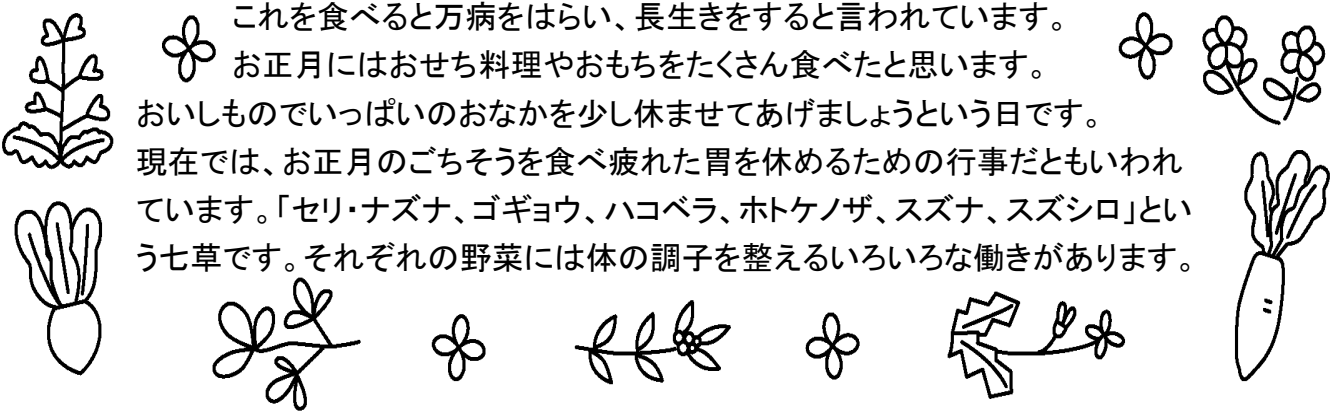 これを食べると万病をはらい、長生きをすると言われています。
お正月にはおせち料理やおもちをたくさん食べたと思います。
おいしものでいっぱいのおなかを少し休ませてあげましょうという日です。
現在では、お正月のごちそうを食べ疲れた胃を休めるための行事だともいわれ
ています。「セリ・ナズナ、ゴギョウ、ハコベラ、ホトケノザ、スズナ、スズシロ」とい
う七草です。それぞれの野菜には体の調子を整えるいろいろな働きがあります。